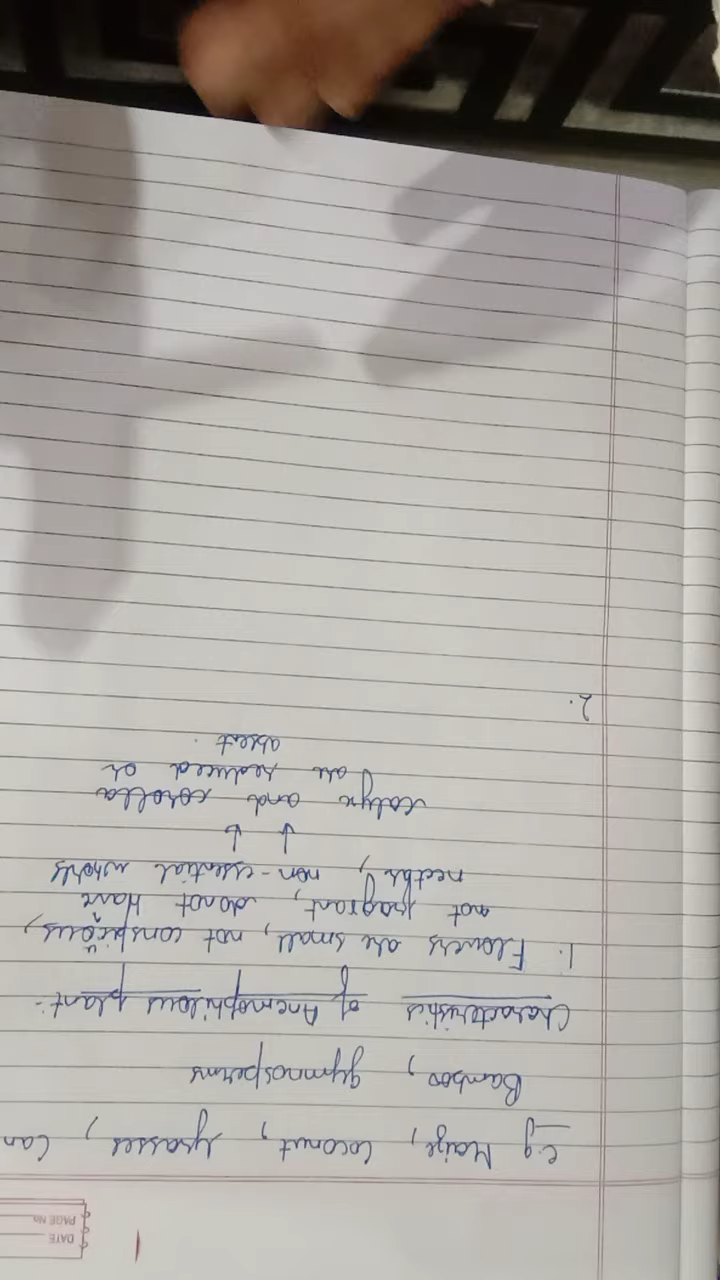 DATE
PAGE No.
e.g Maize, Coconut, Grasses, Can
Bamboo, gymnosperms
Characteristics of Anemophilous plant-
1. Flowers are small, not conspicuous,
not fragrant, donot Have
nectar, non-essential whorls
↓ ↓
calyx and corolla
are reduced or
absent.
2.